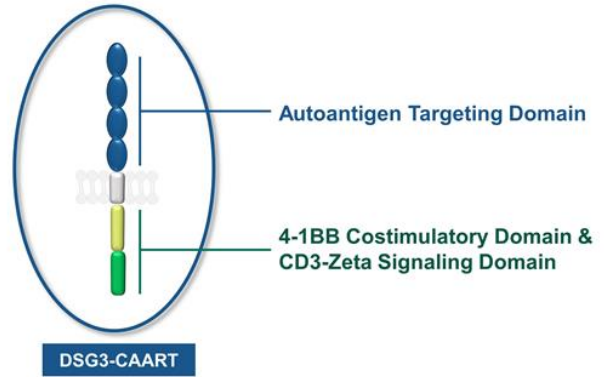 Autoantigen Targeting Domain
4-1BB Costimulatory Domain &
CD3-Zeta Signaling Domain
DSG3-CAART